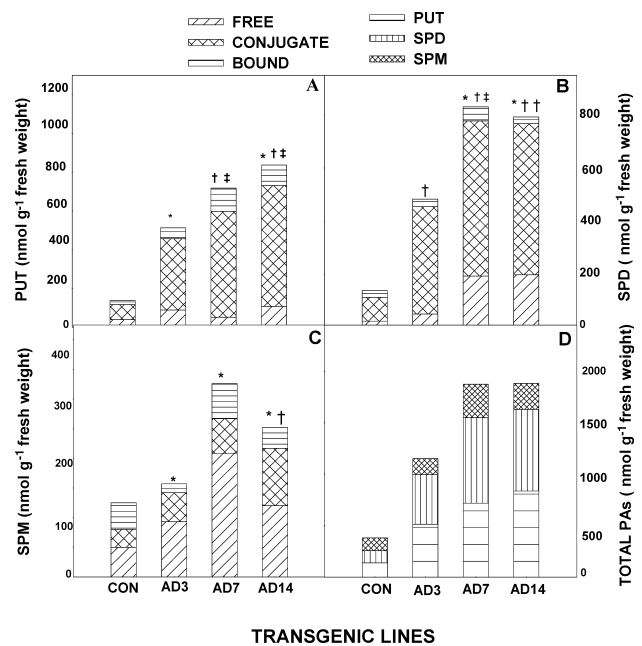 FREE
CONJUGATE
BOUND
PUT
SPD
SPM
A
PUT (nmol g⁻¹ fresh weight)
1200
1000
800
600
400
200
0
*
† ‡
* † ‡
B
†
* † ‡
* † †
800
600
400
200
0
SPD ( nmol g⁻¹ fresh weight)
C
SPM (nmol g⁻¹ fresh weight)
400
300
200
100
0
*
*
* †
CON
AD3
AD7
AD14
D
2000
1500
1000
500
0
TOTAL PAs ( nmol g⁻¹ fresh weight)
CON
AD3
AD7
AD14
TRANSGENIC LINES